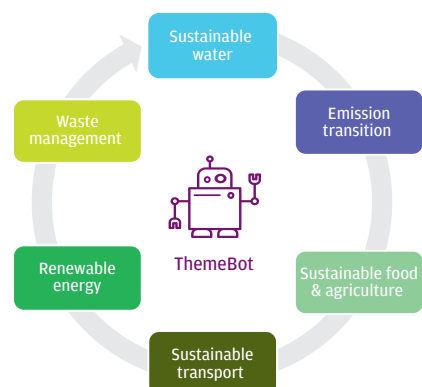 Sustainable
water
Emission
transition
Sustainable food
& agriculture
Sustainable
transport
Renewable
energy
Waste
management
ThemeBot